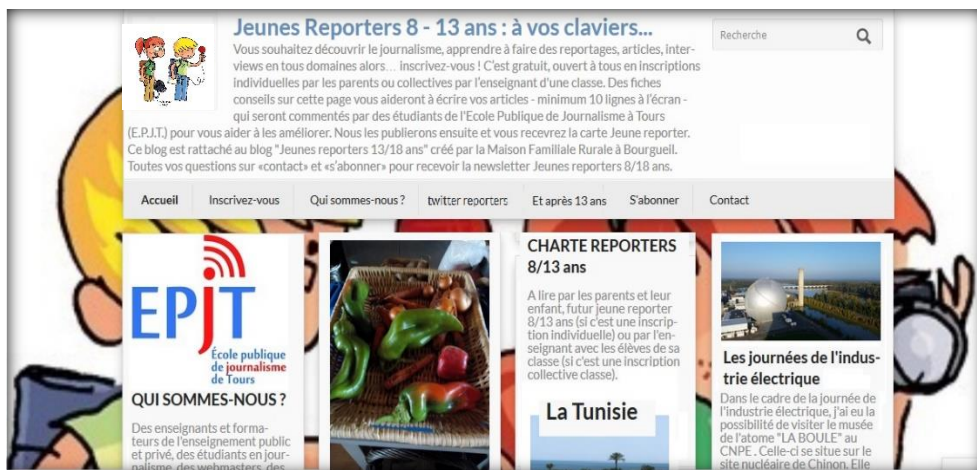 Jeunes Reporters 8 - 13 ans : à vos claviers...
Vous souhaitez découvrir le journalisme, apprendre à faire des reportages, articles, inter-
views en tous domaines alors... inscrivez-vous ! C'est gratuit, ouvert à tous en inscriptions
individuelles par les parents ou collectives par l'enseignant d'une classe. Des fiches
conseils sur cette page vous aideront à écrire vos articles - minimum 10 lignes à l'écran -
qui seront commentés par des étudiants de l'Ecole Publique de Journalisme à Tours
(E.P.J.T.) pour vous aider à les améliorer. Nous les publierons ensuite et vous recevrez la carte Jeune reporter.
Ce blog est rattaché au blog "Jeunes reporters 13/18 ans" créé par la Maison Familiale Rurale à Bourgueil.
Toutes vos questions sur «contact» et «s'abonner» pour recevoir la newsletter Jeunes reporters 8/18 ans.
Recherche
Accueil Inscrivez-vous Qui sommes-nous ? twitter reporters Et après 13 ans S'abonner Contact
EPJT
École publique
de journalisme
de Tours
QUI SOMMES-NOUS ?
Des enseignants et forma-
teurs de l'enseignement public
et privé, des étudiants en jour-
nalisme, des webmasters, des
CHARTE REPORTERS
8/13 ans
A lire par les parents et leur
enfant, futur jeune reporter
8/13 ans (si c'est une inscrip-
tion individuelle) ou par l'en-
seignant avec les élèves de sa
classe (si c'est une inscription
collective classe).
La Tunisie
Les journées de l'indus-
trie électrique
Dans le cadre de la journée de
l'industrie électrique, j'ai eu la
possibilité de visiter le musée
de l'atome "LA BOULE" au
CNPE . Celle-ci se situe sur le
site nucléaire de Chinon. Elle